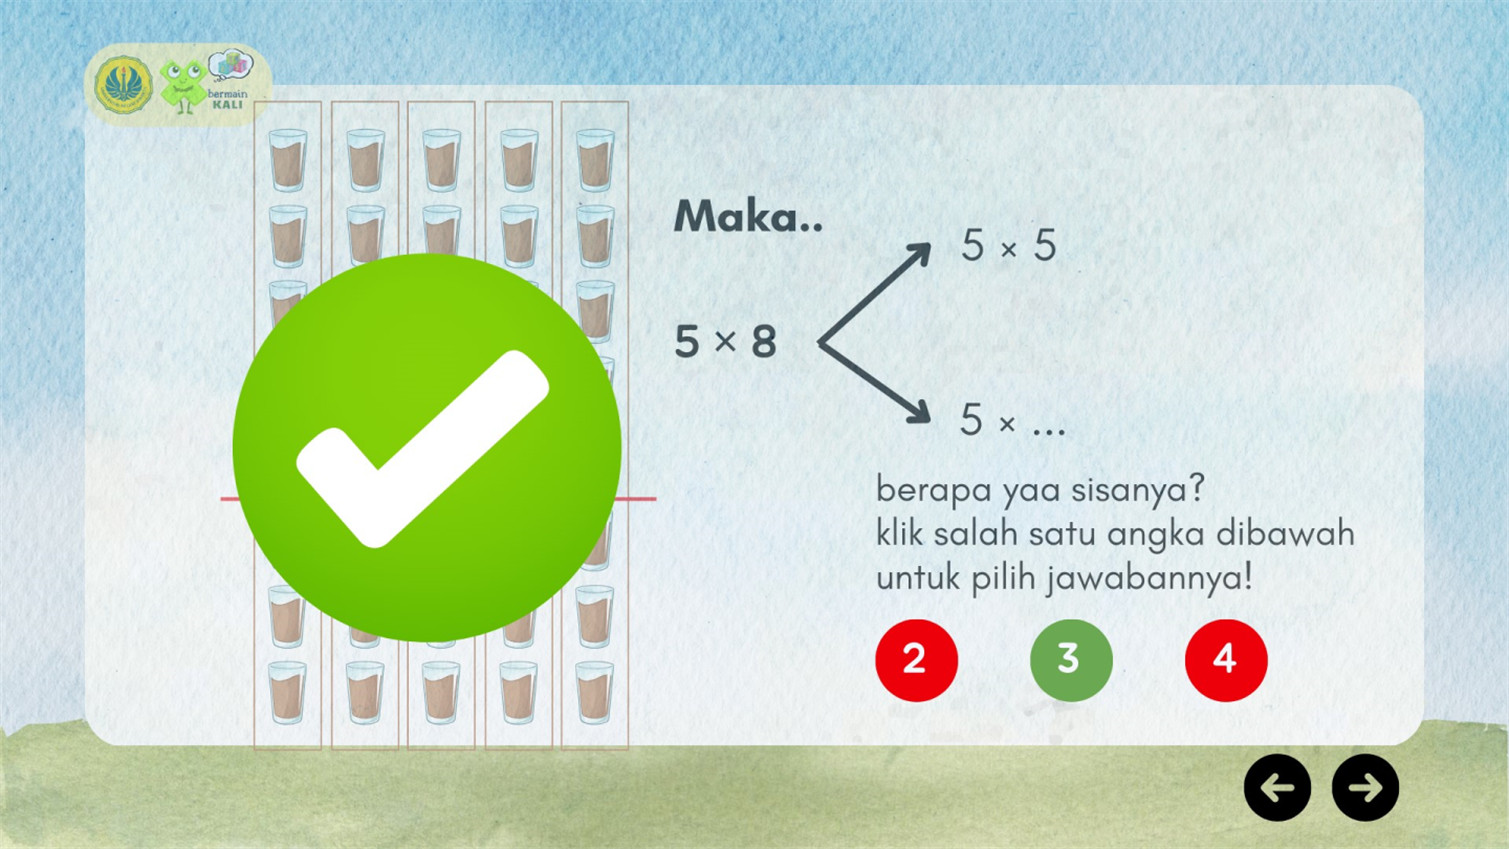 bermain
KALI
Maka..
5 × 5
5 × 8
5 × ...
berapa yaa sisanya?
klik salah satu angka dibawah
untuk pilih jawabannya!
2 3 4